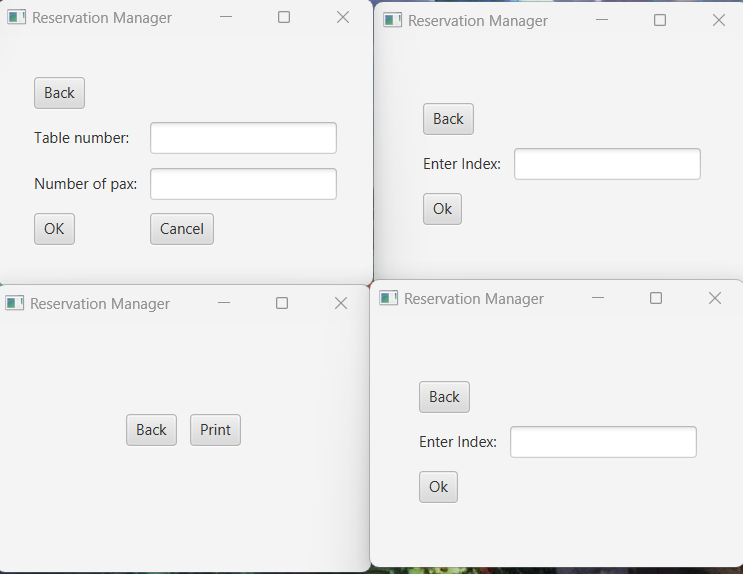 Reservation Manager
Back
Table number:
Number of pax:
OK Cancel
Reservation Manager
Back
Enter Index:
Ok
Reservation Manager
Back Print
Reservation Manager
Back
Enter Index:
Ok